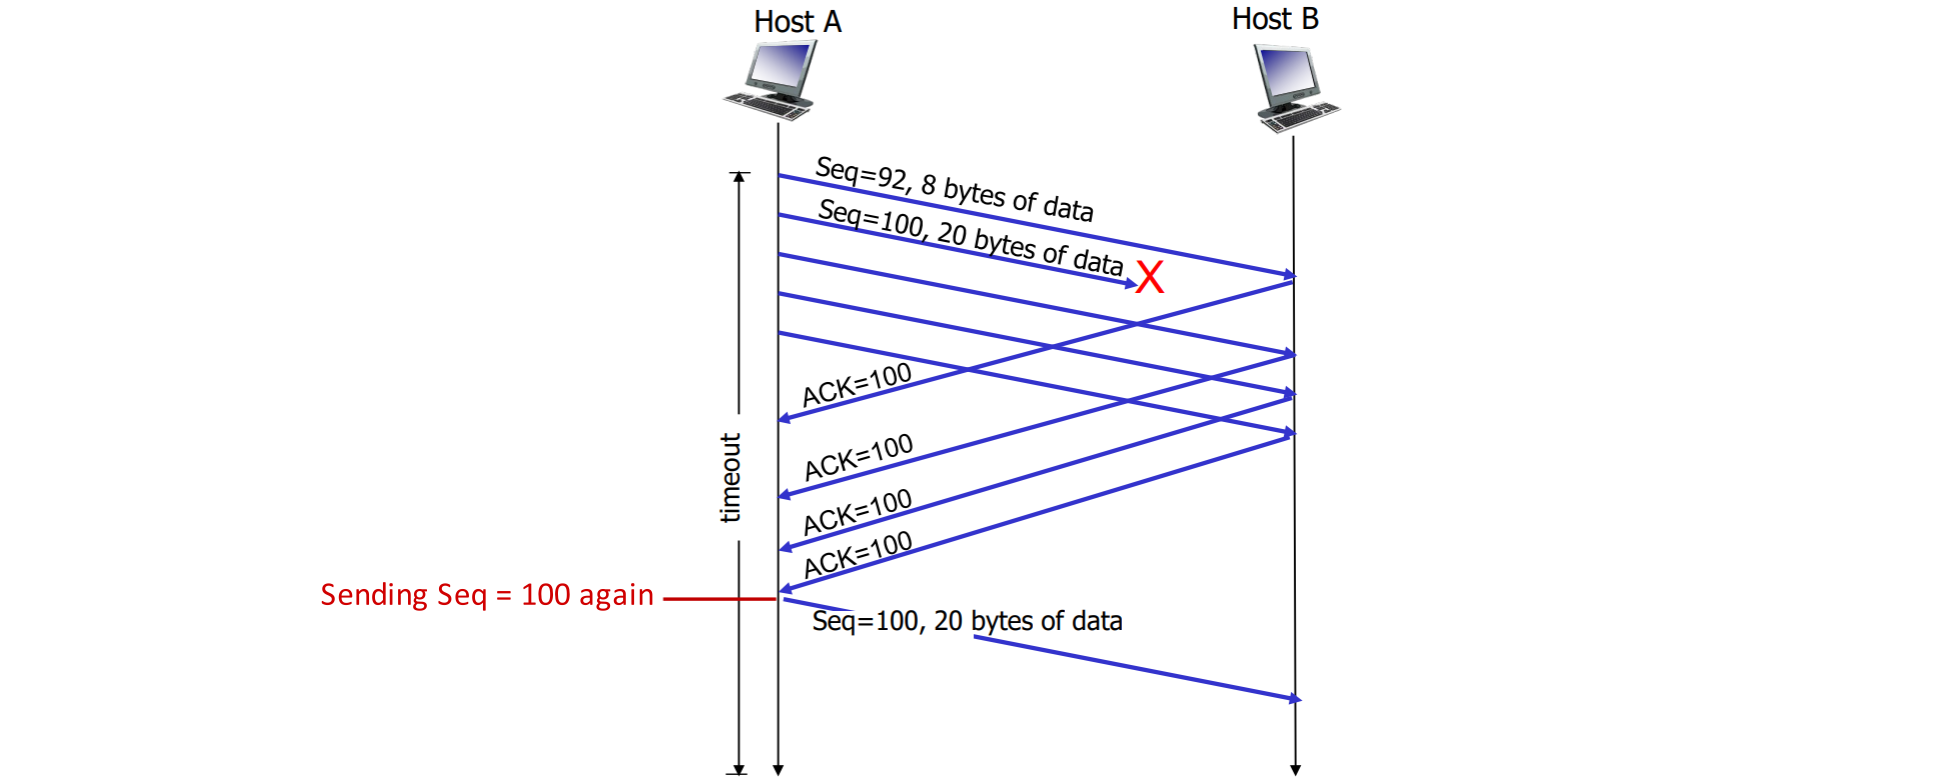 Host A
Host B
Seq=92, 8 bytes of data
Seq=100, 20 bytes of data
X
ACK=100
ACK=100
ACK=100
ACK=100
timeout
Sending Seq = 100 again
Seq=100, 20 bytes of data